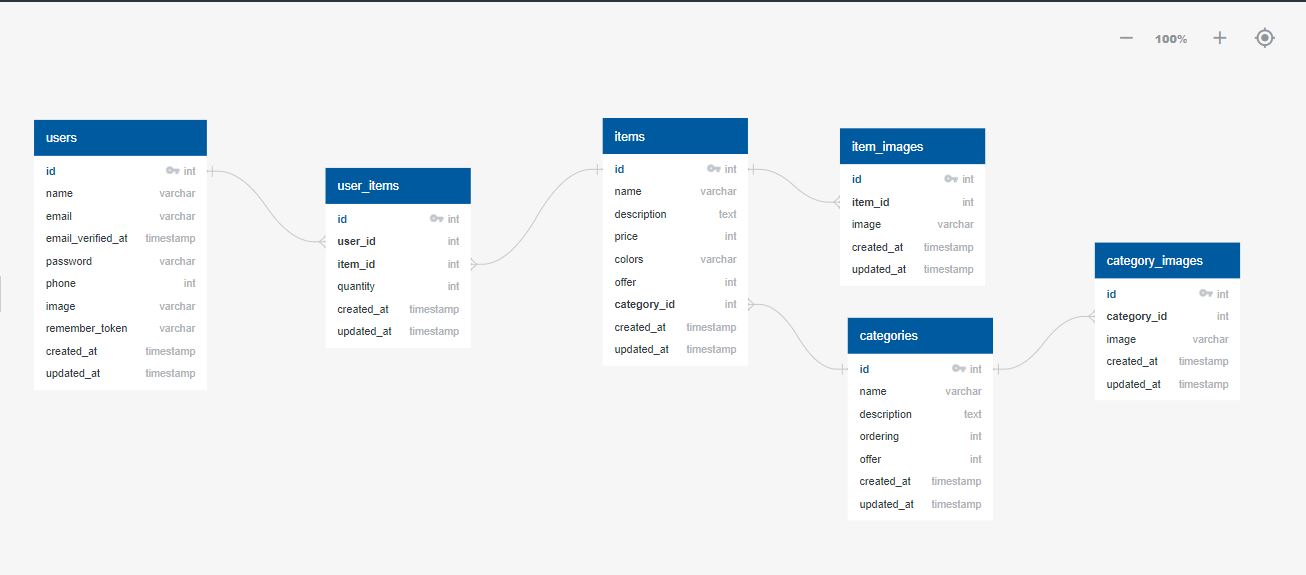 100%
users
id int
name varchar
email varchar
email_verified_at timestamp
password varchar
phone int
image varchar
remember_token varchar
created_at timestamp
updated_at timestamp
user_items
id int
user_id int
item_id int
quantity int
created_at timestamp
updated_at timestamp
items
id int
name varchar
description text
price int
colors varchar
offer int
category_id int
created_at timestamp
updated_at timestamp
item_images
id int
item_id int
image varchar
created_at timestamp
updated_at timestamp
categories
id int
name varchar
description text
ordering int
offer int
created_at timestamp
updated_at timestamp
category_images
id int
category_id int
image varchar
created_at timestamp
updated_at timestamp